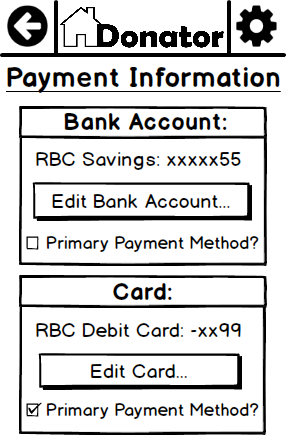 Donator
Payment Information
Bank Account:
RBC Savings: xxxxx55
Edit Bank Account...
Primary Payment Method?
Card:
RBC Debit Card: -xx99
Edit Card...
Primary Payment Method?